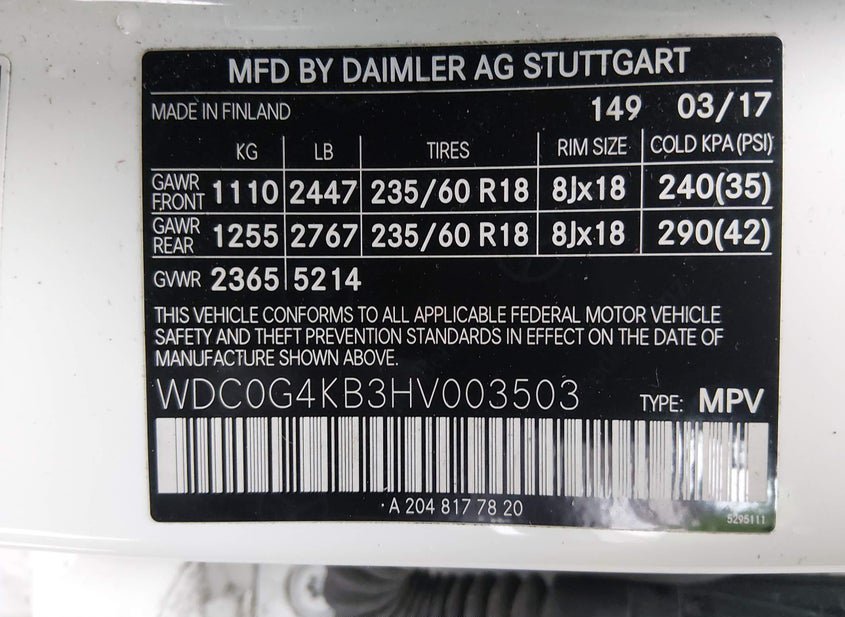 MFD BY DAIMLER AG STUTTGART
MADE IN FINLAND 149 03/17
KG LB TIRES RIM SIZE COLD KPA (PSI)
GAWR FRONT 1110 2447 235/60 R18 8Jx18 240(35)
GAWR REAR 1255 2767 235/60 R18 8Jx18 290(42)
GVWR 2365 5214
THIS VEHICLE CONFORMS TO ALL APPLICABLE FEDERAL MOTOR VEHICLE
SAFETY AND THEFT PREVENTION STANDARDS IN EFFECT ON THE DATE OF
MANUFACTURE SHOWN ABOVE.
WDC0G4KB3HV003503 TYPE: MPV
·A 204 817 78 20
5295111